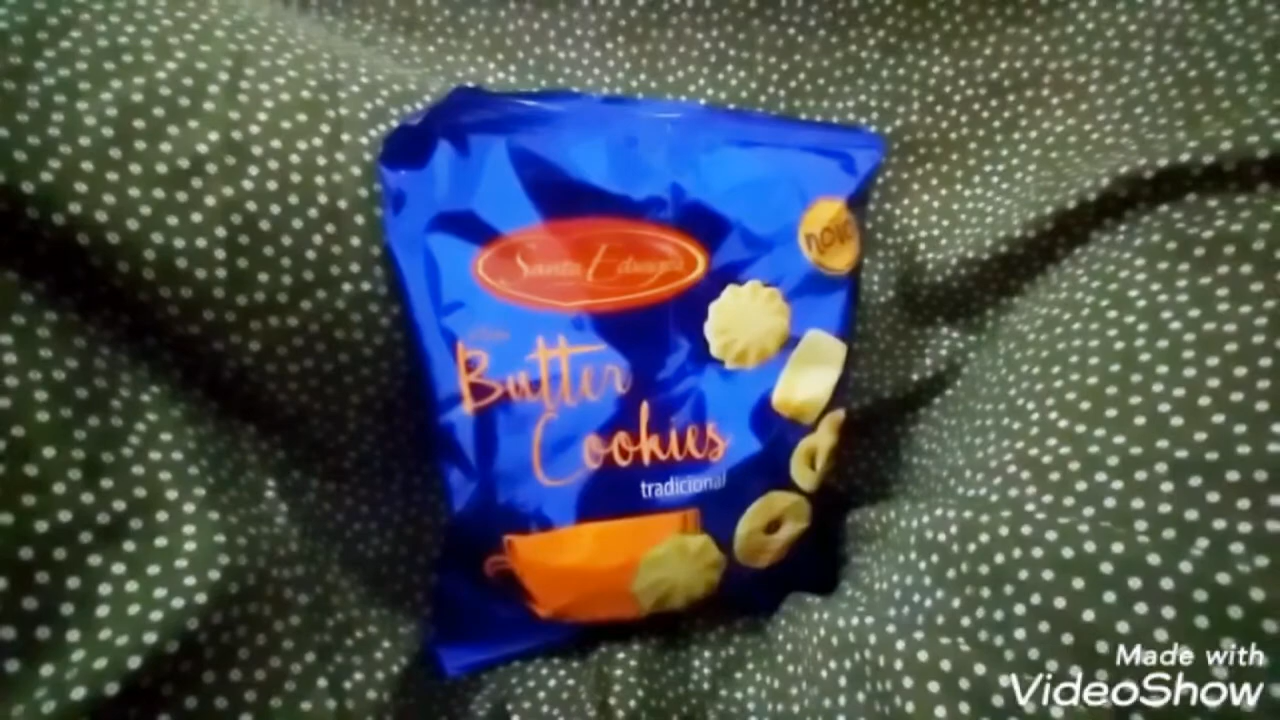 novo
Santa Edwiges
Butter
Cookies
tradicional
Made with
VideoShow